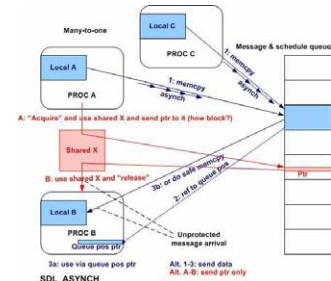 Many-to-one
Local A
PROC A
Local C
PROC C
Message & schedule queue
1: memcpy
asynch
1: memcpy
asynch
A: "Acquire" and use shared X and send ptr to it (how block?)
Shared X
Ptr
B: use shared X and "release"
3b: or do safe memcpy
2: ref to queue pos
Local B
PROC B
Queue pos ptr
Unprotected
message arrival
3a: use via queue pos ptr
Alt. 1-3: send data
Alt. A-B: send ptr only
SDL ASYNCH